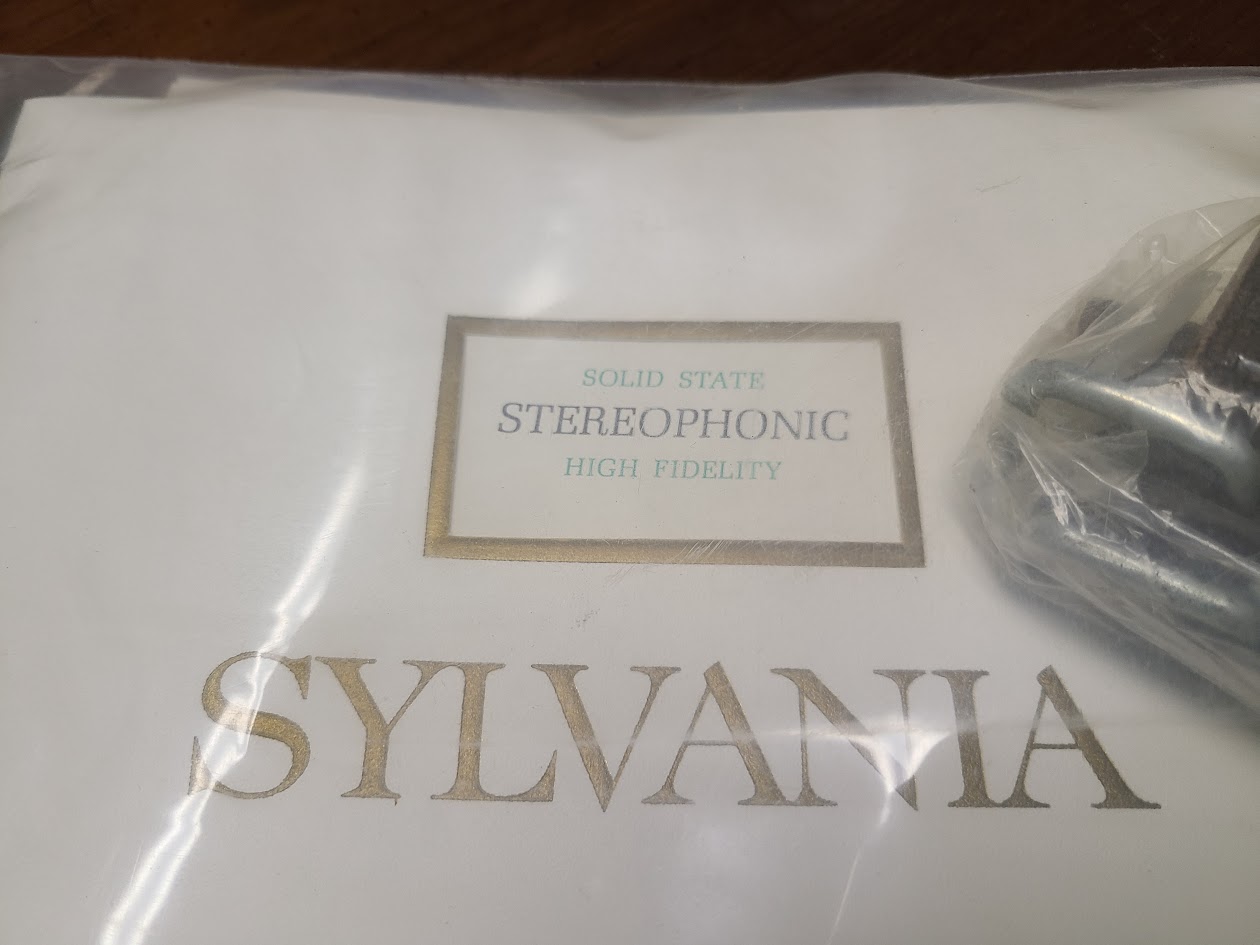 SOLID STATE
STEREOPHONIC
HIGH FIDELITY
SYLVANIA